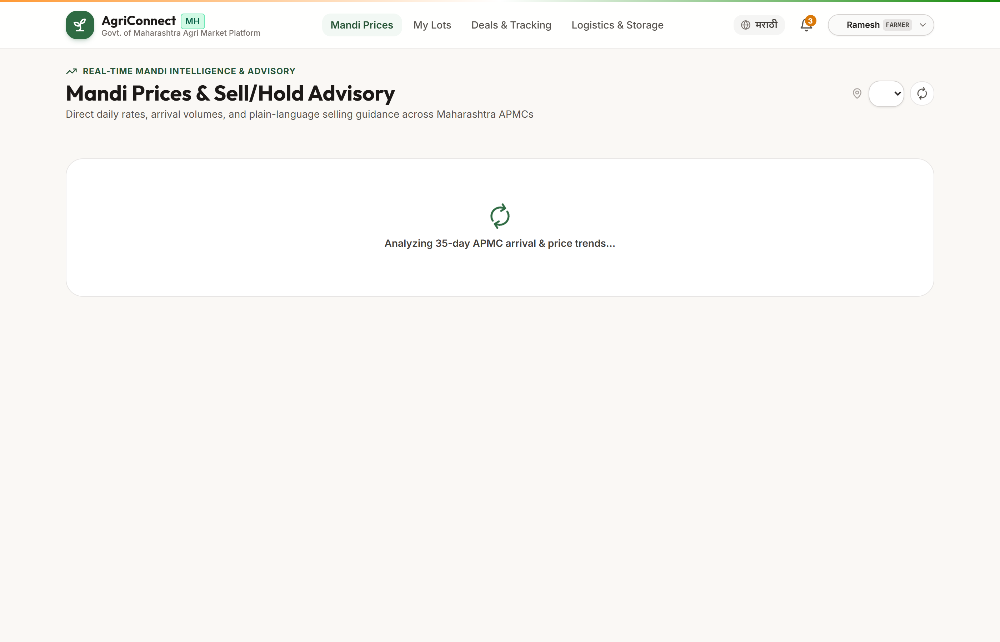 AgriConnect MH
Govt. of Maharashtra Agri Market Platform
Mandi Prices
My Lots
Deals & Tracking
Logistics & Storage
मराठी
3
Ramesh FARMER
REAL-TIME MANDI INTELLIGENCE & ADVISORY
Mandi Prices & Sell/Hold Advisory
Direct daily rates, arrival volumes, and plain-language selling guidance across Maharashtra APMCs
Analyzing 35-day APMC arrival & price trends...